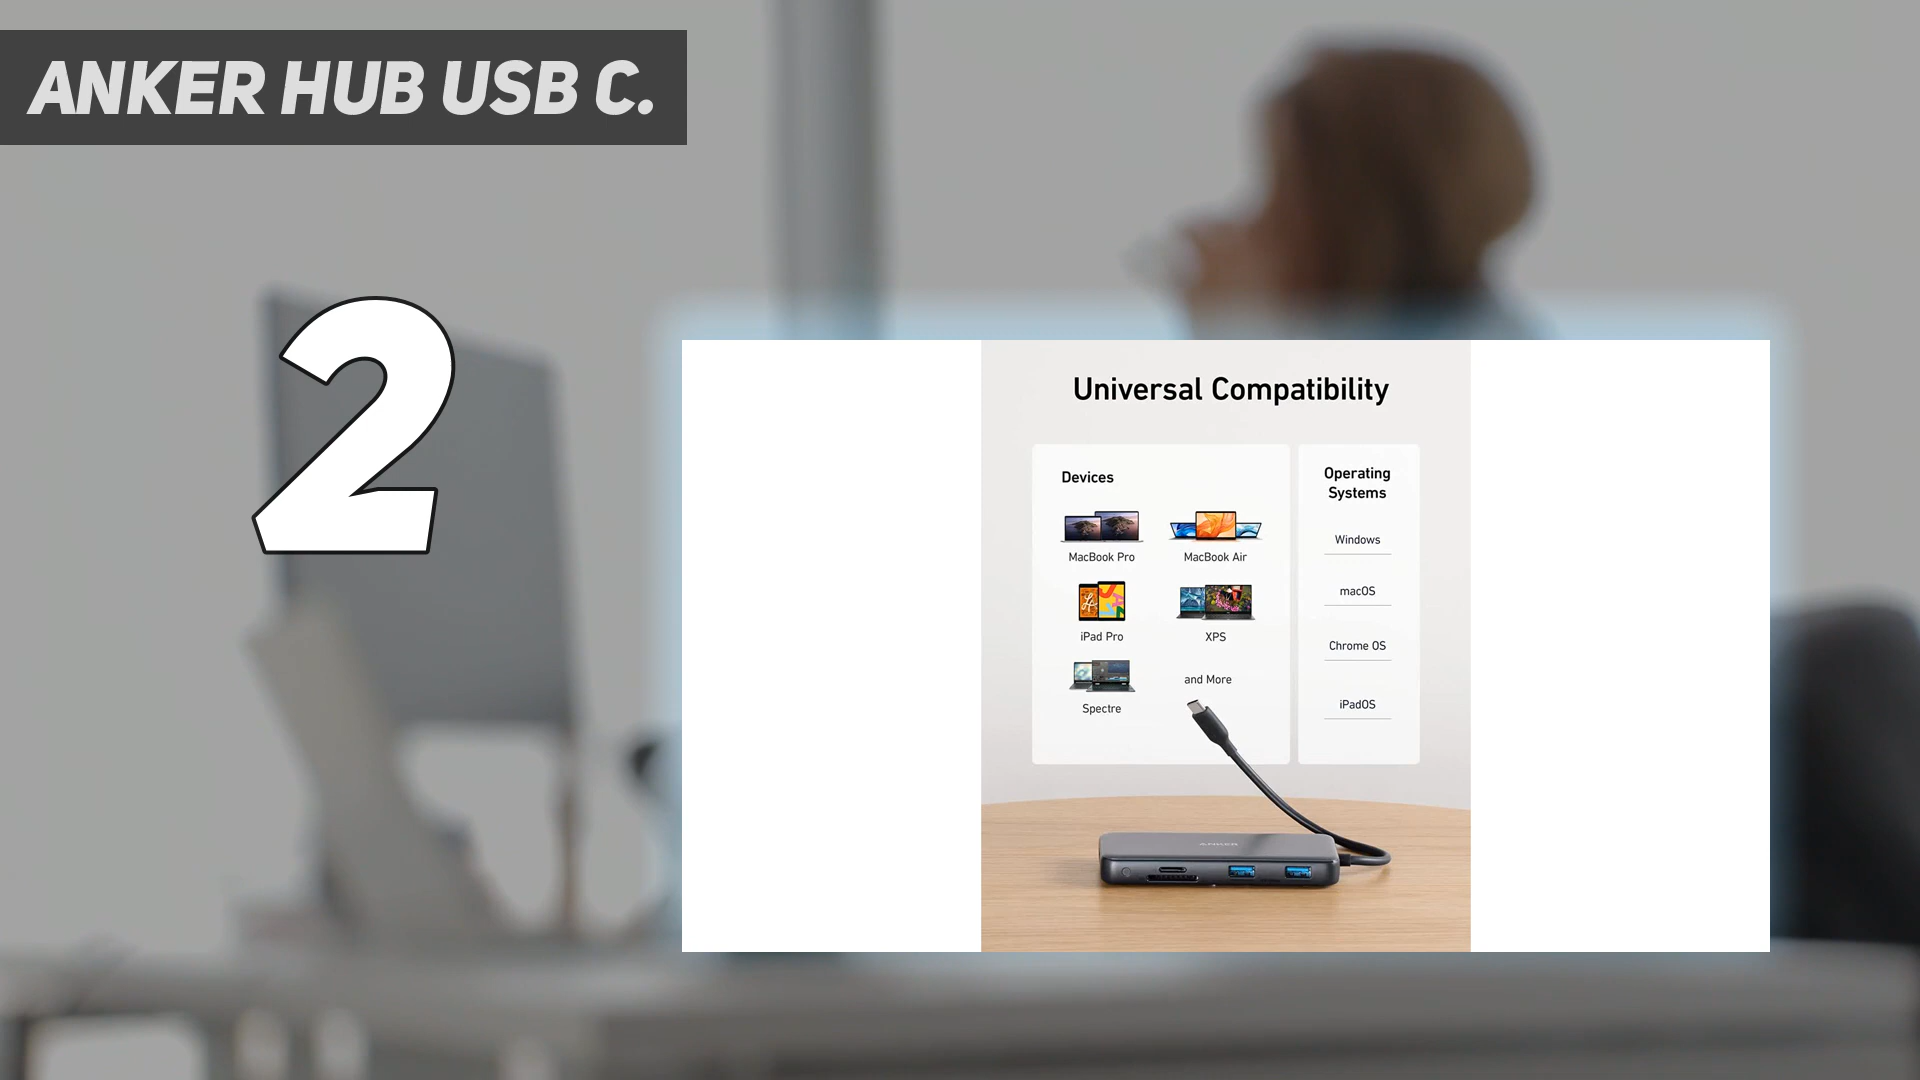 ANKER HUB USB C.
2
Universal Compatibility
Devices
MacBook Pro
MacBook Air
iPad Pro
XPS
Spectre
and More
Operating
Systems
Windows
macOS
Chrome OS
iPadOS
ANKER